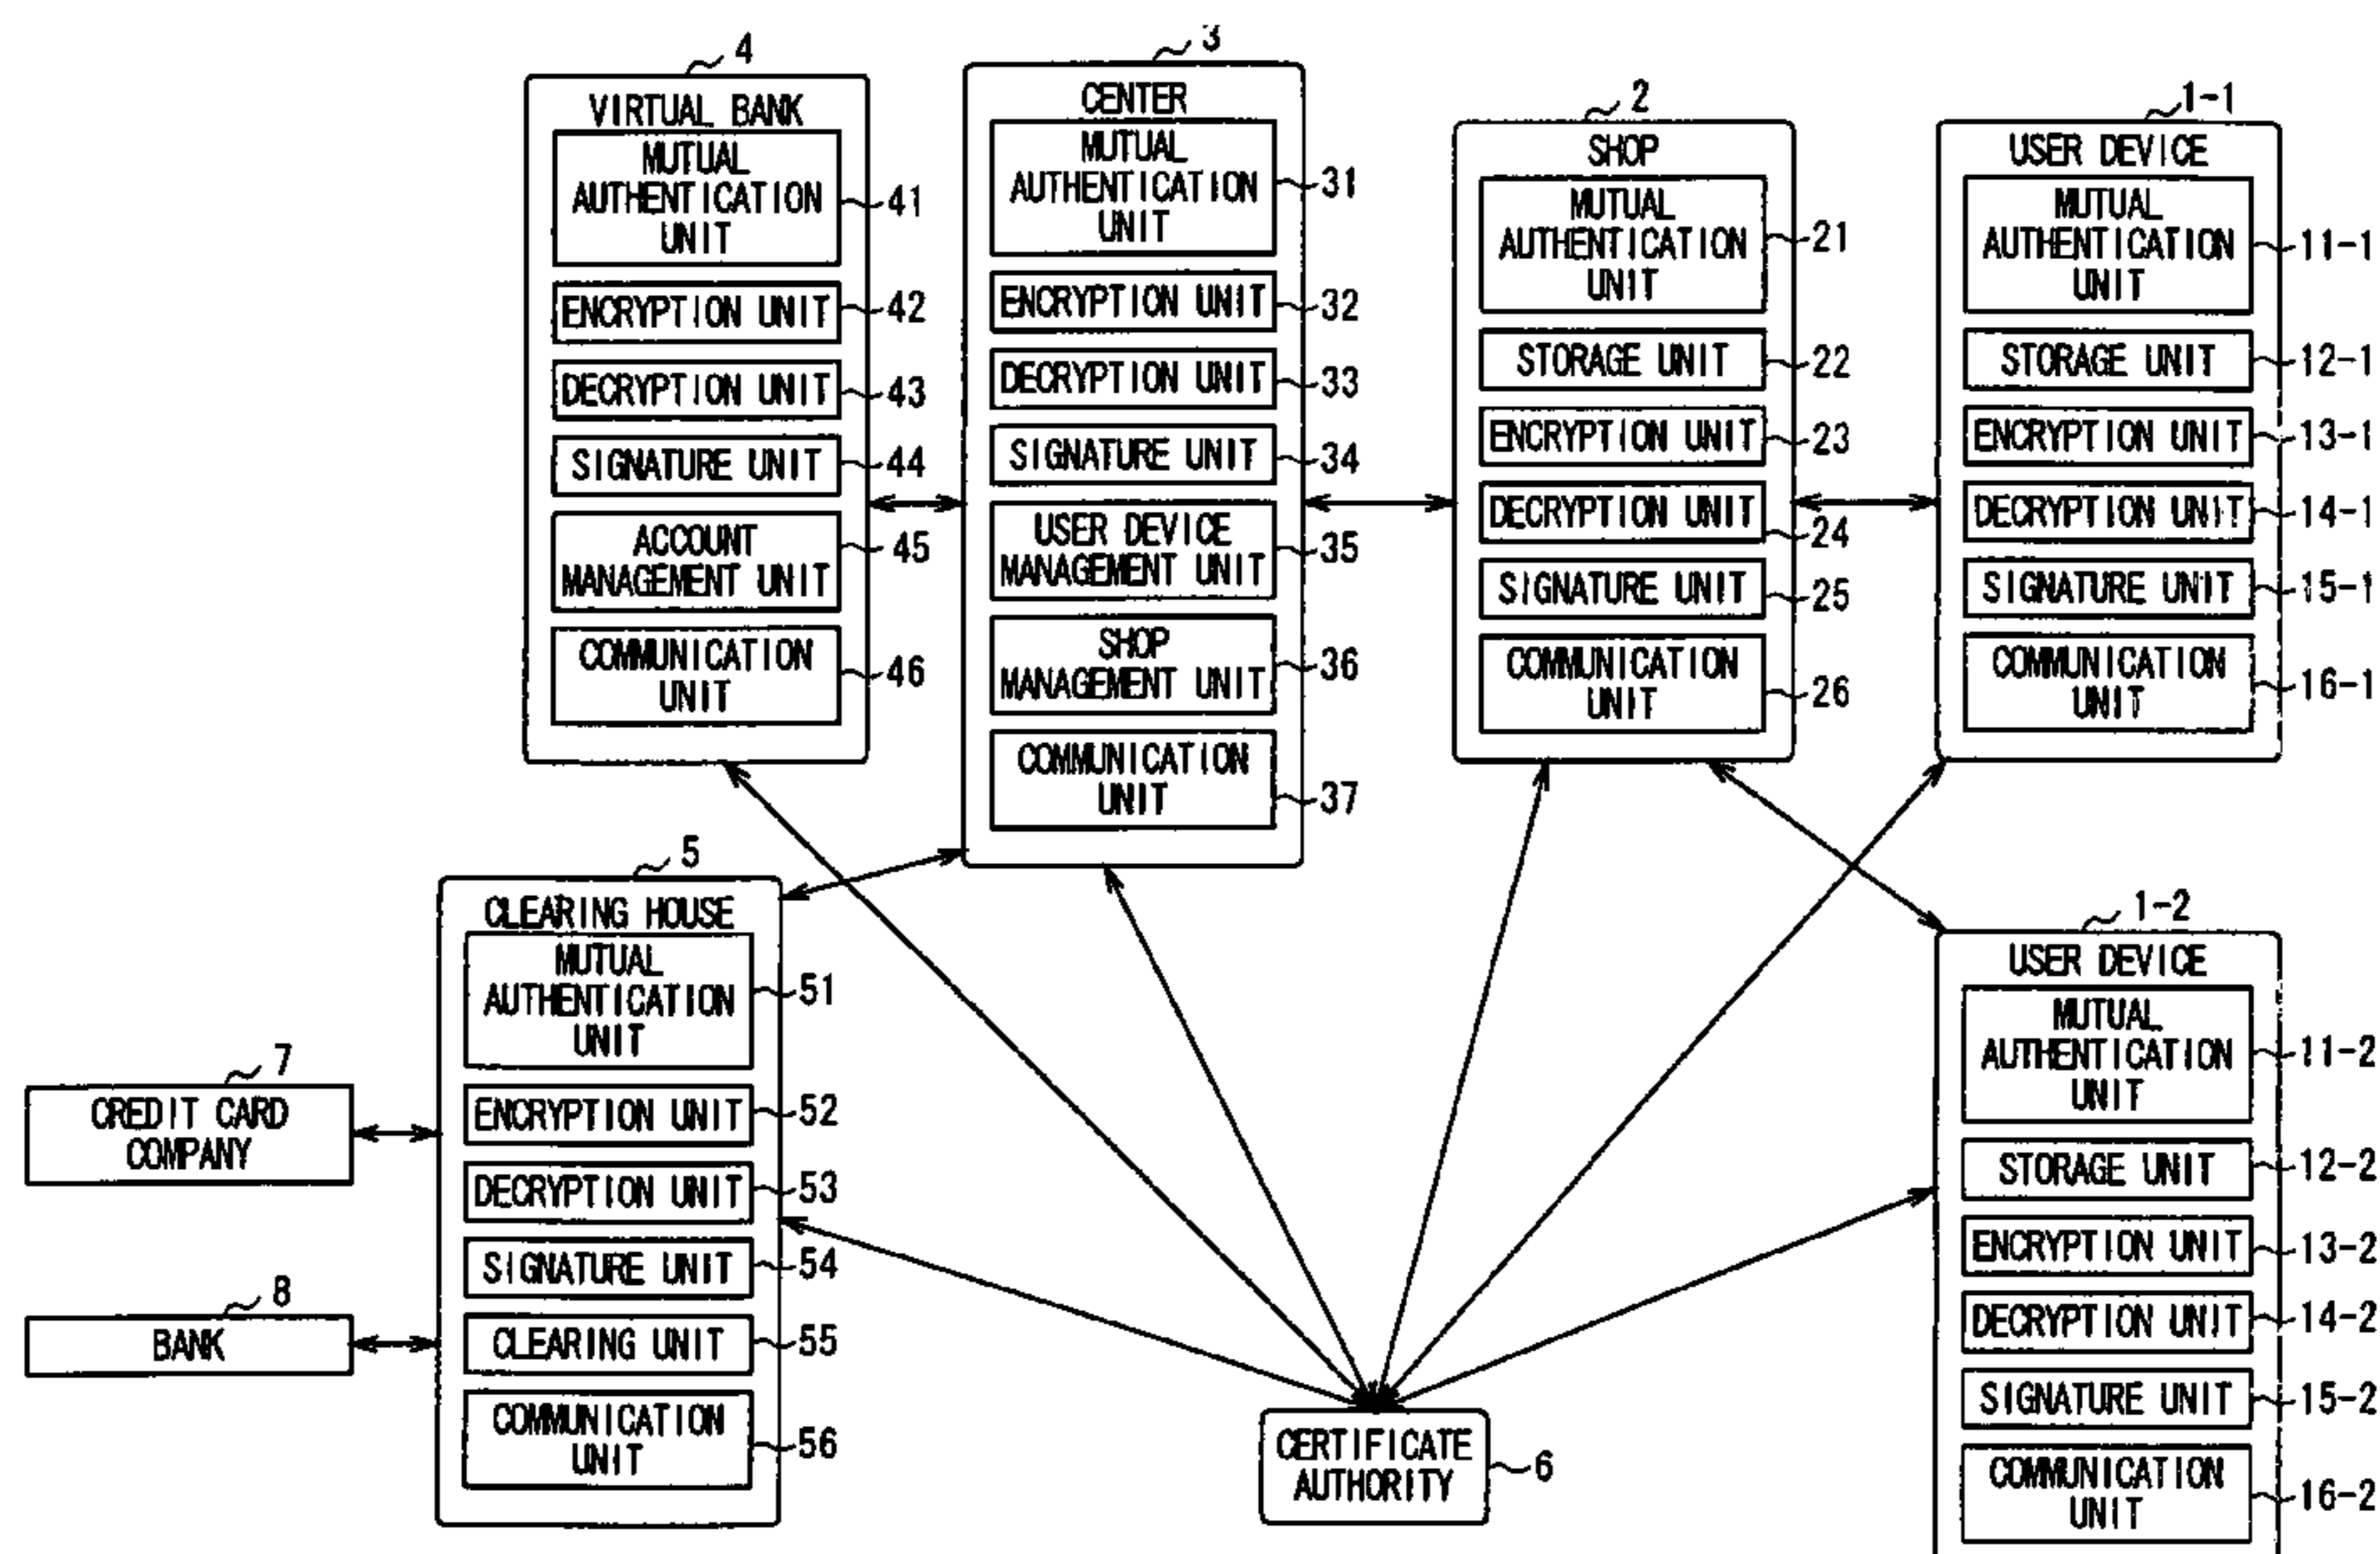 4
VIRTUAL BANK
MUTUAL
AUTHENTICATION
UNIT
41
ENCRYPTION UNIT
42
DECRYPTION UNIT
43
SIGNATURE UNIT
44
ACCOUNT
MANAGEMENT UNIT
45
COMMUNICATION
UNIT
46
3
CENTER
MUTUAL
AUTHENTICATION
UNIT
31
ENCRYPTION UNIT
32
DECRYPTION UNIT
33
SIGNATURE UNIT
34
USER DEVICE
MANAGEMENT UNIT
35
SHOP
MANAGEMENT UNIT
36
COMMUNICATION
UNIT
37
2
SHOP
MUTUAL
AUTHENTICATION
UNIT
21
STORAGE UNIT
22
ENCRYPTION UNIT
23
DECRYPTION UNIT
24
SIGNATURE UNIT
25
COMMUNICATION
UNIT
26
1-1
USER DEVICE
MUTUAL
AUTHENTICATION
UNIT
11-1
STORAGE UNIT
12-1
ENCRYPTION UNIT
13-1
DECRYPTION UNIT
14-1
SIGNATURE UNIT
15-1
COMMUNICATION
UNIT
16-1
5
CLEARING HOUSE
MUTUAL
AUTHENTICATION
UNIT
51
ENCRYPTION UNIT
52
DECRYPTION UNIT
53
SIGNATURE UNIT
54
CLEARING UNIT
55
COMMUNICATION
UNIT
56
7
CREDIT CARD
COMPANY
8
BANK
CERTIFICATE
AUTHORITY
6
1-2
USER DEVICE
MUTUAL
AUTHENTICATION
UNIT
11-2
STORAGE UNIT
12-2
ENCRYPTION UNIT
13-2
DECRYPTION UNIT
14-2
SIGNATURE UNIT
15-2
COMMUNICATION
UNIT
16-2